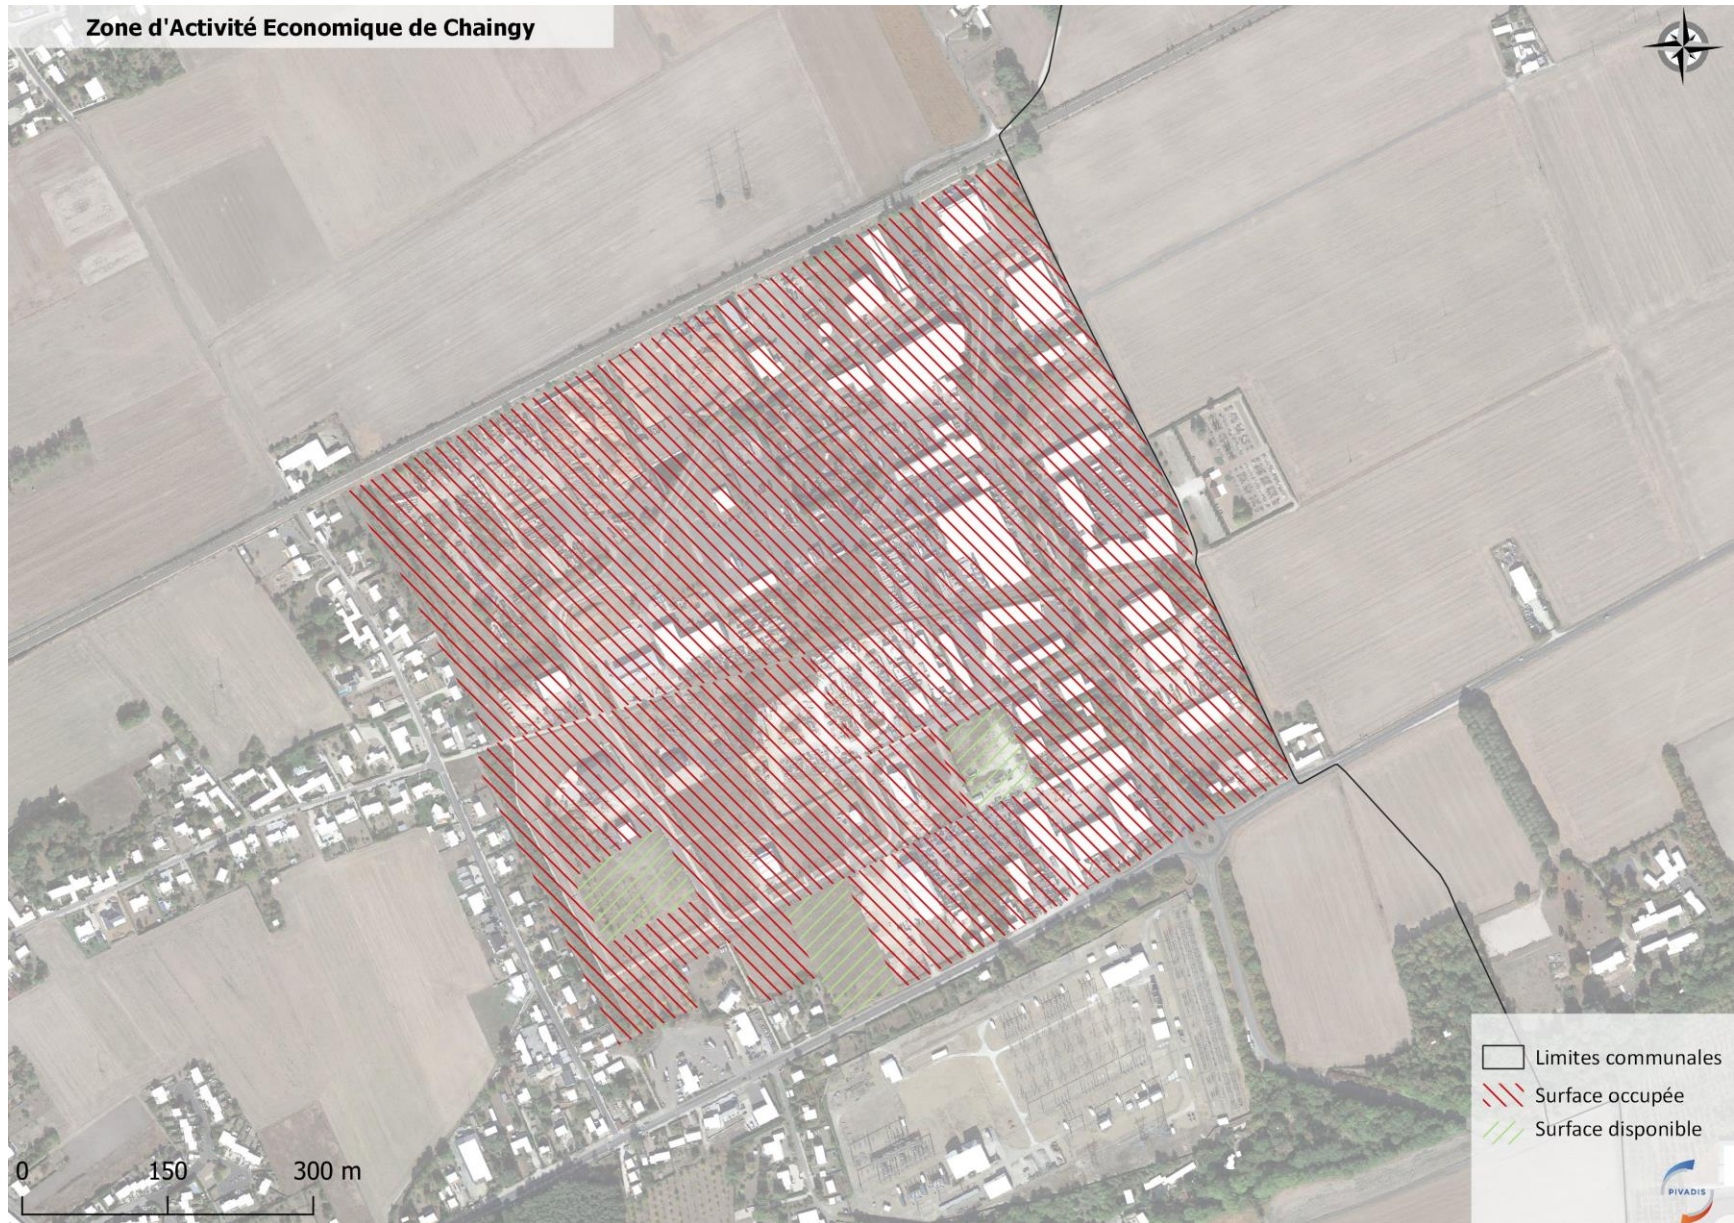 Zone d'Activité Economique de Chaingy
Limites communales
Surface occupée
Surface disponible
0 150 300 m
PIVADIS